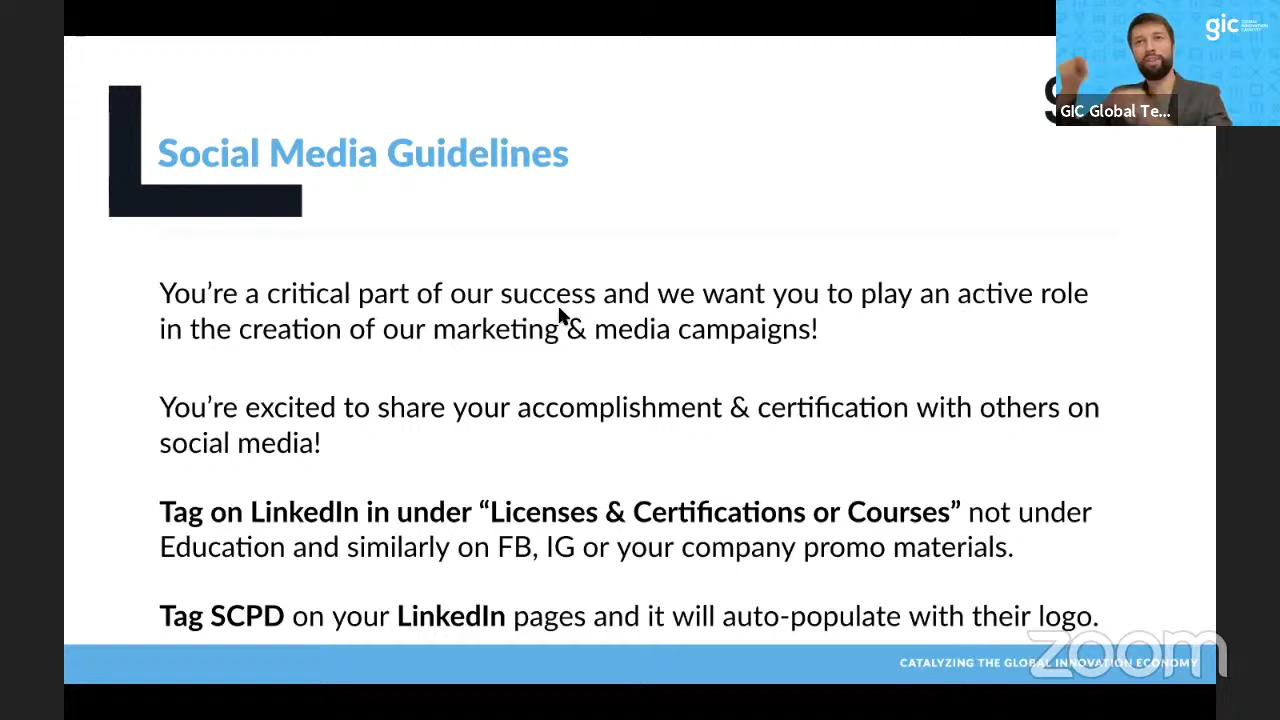 gic GLOBAL INNOVATION CATALYST
GIC Global Te...
Social Media Guidelines
You’re a critical part of our success and we want you to play an active role
in the creation of our marketing & media campaigns!
You’re excited to share your accomplishment & certification with others on
social media!
Tag on LinkedIn in under “Licenses & Certifications or Courses” not under
Education and similarly on FB, IG or your company promo materials.
Tag SCPD on your LinkedIn pages and it will auto-populate with their logo.
CATALYZING THE GLOBAL INNOVATION ECONOMY
zoom